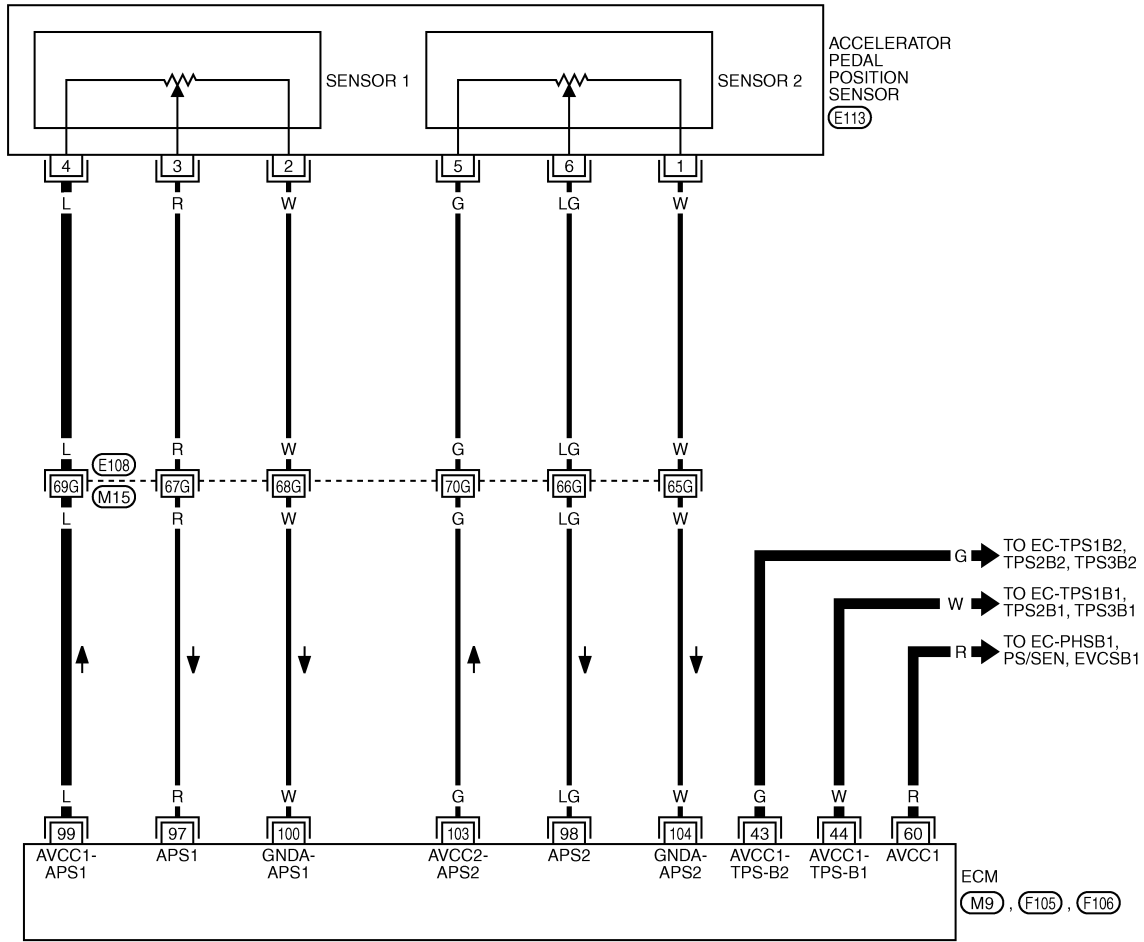 SENSOR 1
SENSOR 2
ACCELERATOR
PEDAL
POSITION
SENSOR
E113
4 3 2 5 6 1
L R W G LG W
L R W G LG W
E108
69G 67G 68G 70G 66G 65G
M15
L R W G LG W
G TO EC-TPS1B2,
TPS2B2, TPS3B2
W TO EC-TPS1B1,
TPS2B1, TPS3B1
R TO EC-PHSB1,
PS/SEN, EVCSB1
L R W G LG W G W R
99 97 100 103 98 104 43 44 60
AVCC1-
APS1
APS1
GNDA-
APS1
AVCC2-
APS2
APS2
GNDA-
APS2
AVCC1-
TPS-B2
AVCC1-
TPS-B1
AVCC1
ECM
M9 , F105 , F106